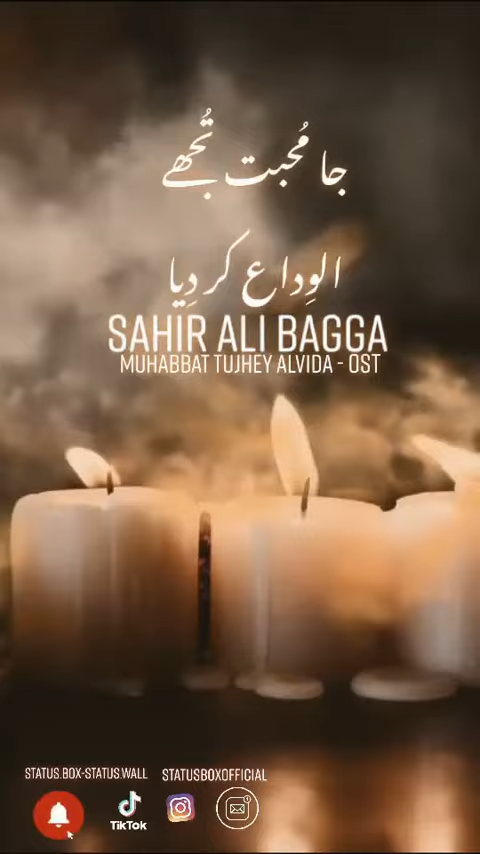 جا مُحبت تُجھے
الوِداع کر دِیا
SAHIR ALI BAGGA
MUHABBAT TUJHEY ALVIDA - OST
STATUS.BOX-STATUS.WALL STATUSBOXOFFICIAL
TikTok